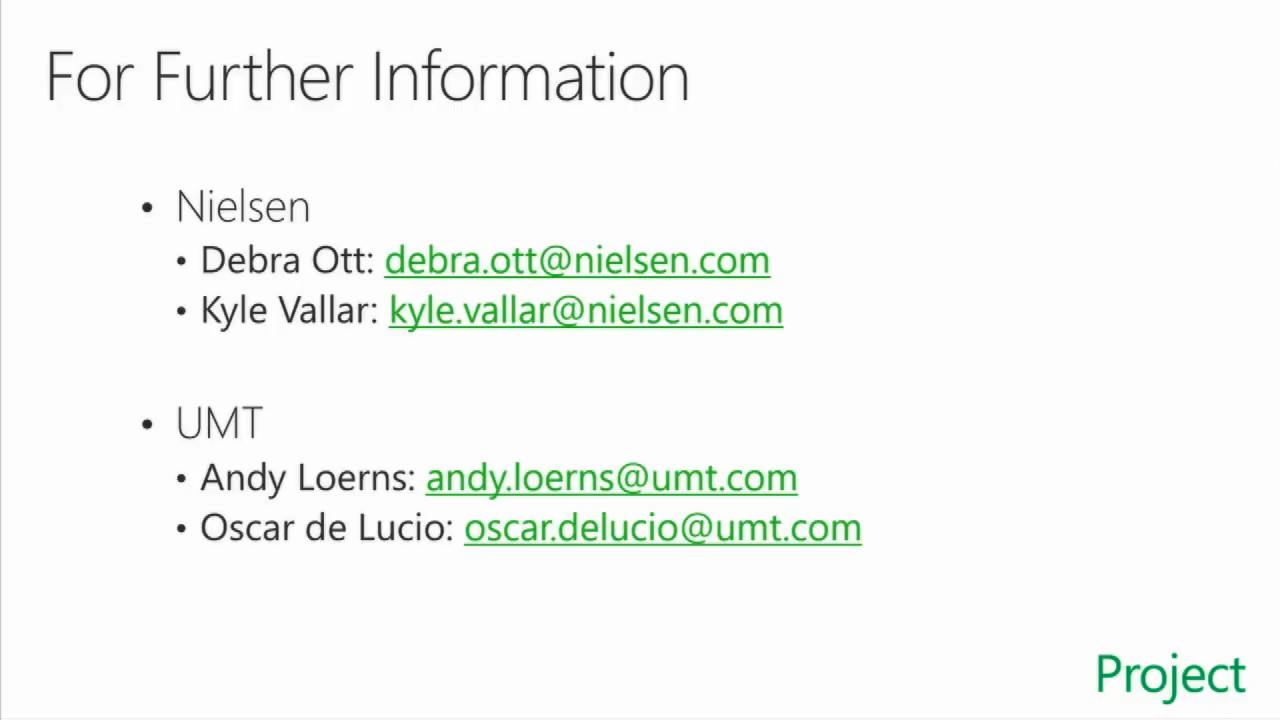 For Further Information
• Nielsen
• Debra Ott: debra.ott@nielsen.com
• Kyle Vallar: kyle.vallar@nielsen.com
• UMT
• Andy Loerns: andy.loerns@umt.com
• Oscar de Lucio: oscar.delucio@umt.com
Project